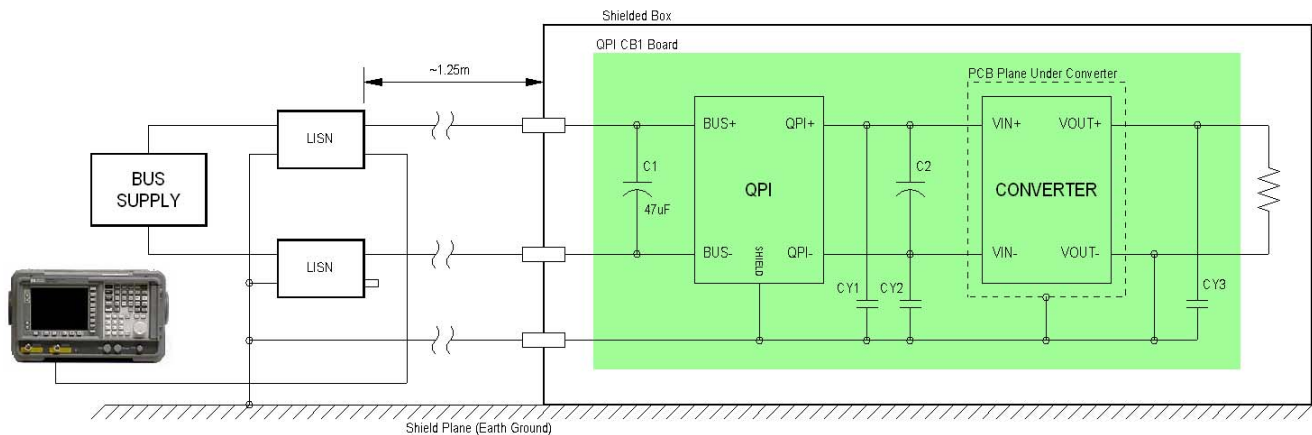 Shielded Box
QPI CB1 Board
~1.25m
PCB Plane Under Converter
LISN
BUS+
QPI+
VIN+
VOUT+
BUS
SUPPLY
C1
47uF
QPI
C2
CONVERTER
LISN
BUS-
SHIELD
QPI-
VIN-
VOUT-
CY1
CY2
CY3
Shield Plane (Earth Ground)